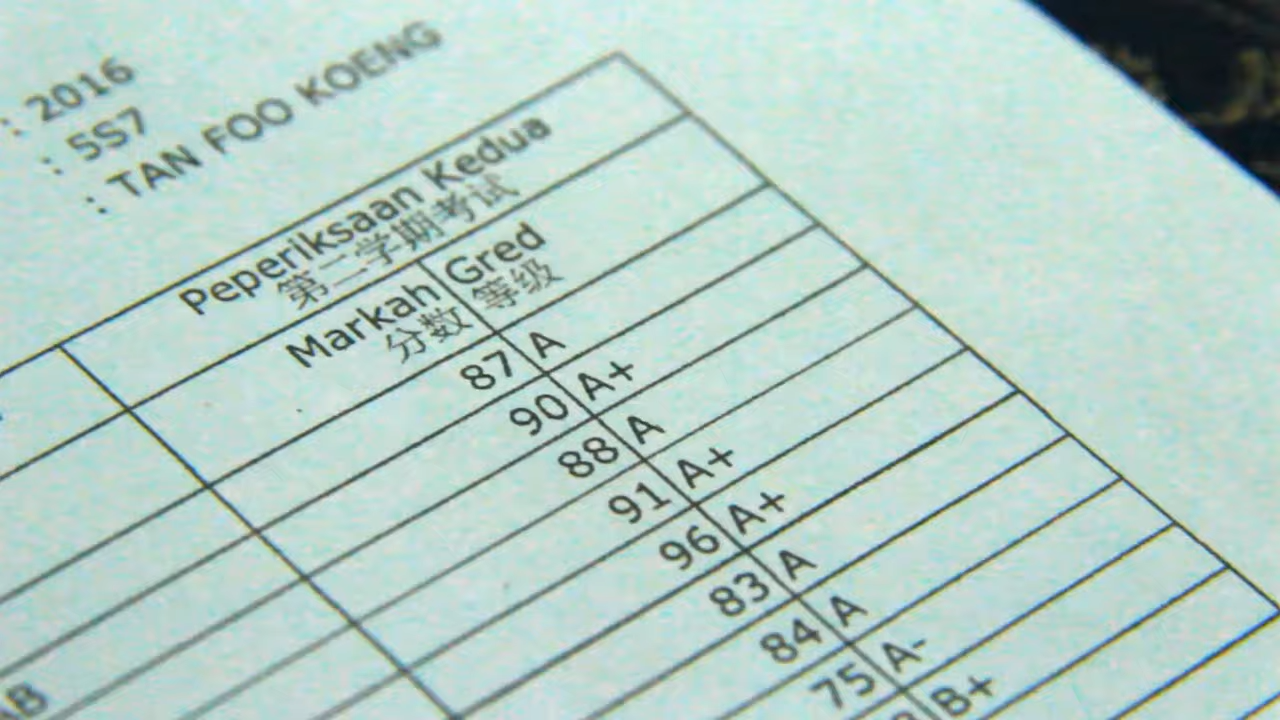 : 2016
: 5S7
: TAN FOO KOENG
Peperiksaan Kedua
第二学期考试
Markah Gred
分数 等级
87 A
90 A+
88 A
91 A+
96 A+
83 A
84 A
75 A-
B+